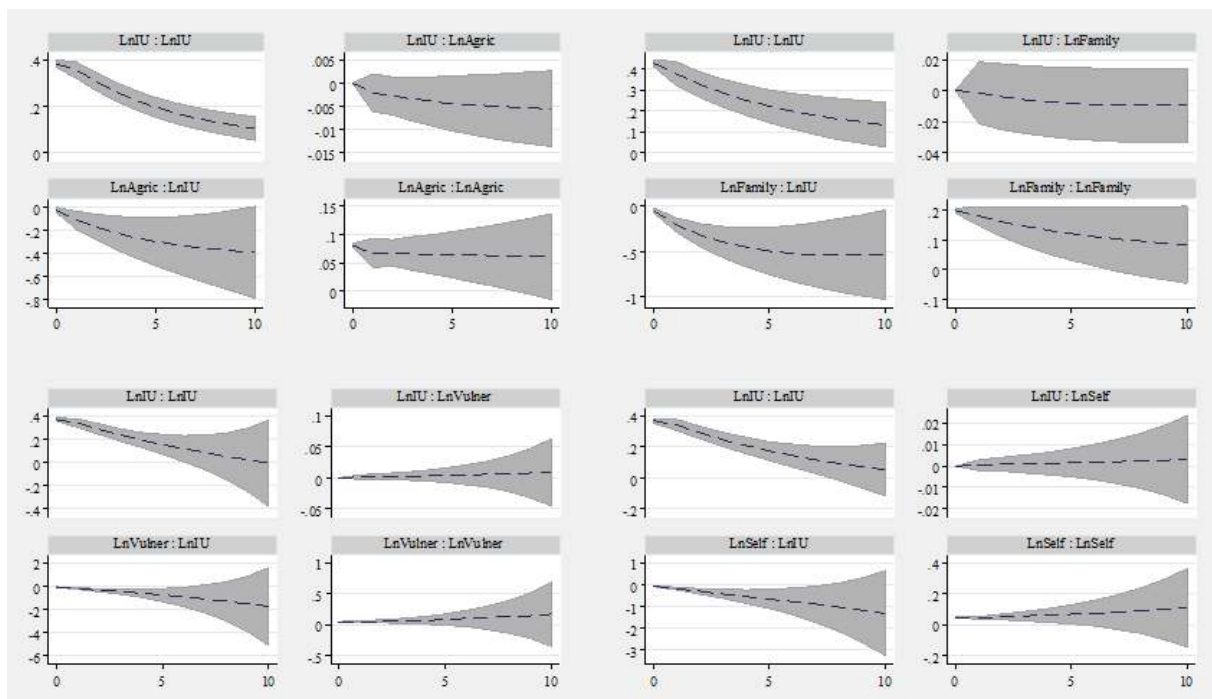 LnIU : LnIU
.4
.2
0
LnIU : LnAgric
.005
0
-.005
-.01
-.015
LnIU : LnIU
.4
.3
.2
.1
0
LnIU : LnFamily
.02
0
-.02
-.04
LnAgric : LnIU
0
-.2
-.4
-.6
-.8
0 5 10
LnAgric : LnAgric
.15
.1
.05
0
0 5 10
LnFamily : LnIU
0
-.5
-1
0 5 10
LnFamily : LnFamily
.2
.1
0
-.1
0 5 10
LnIU : LnIU
.4
.2
0
-.2
-.4
LnIU : LnVulner
.1
.05
0
-.05
LnIU : LnIU
.4
.2
0
-.2
LnIU : LnSelf
.02
.01
0
-.01
-.02
LnVulner : LnIU
2
0
-2
-4
-6
0 5 10
LnVulner : LnVulner
1
.5
0
-.5
0 5 10
LnSelf : LnIU
1
0
-1
-2
-3
0 5 10
LnSelf : LnSelf
.4
.2
0
-.2
0 5 10